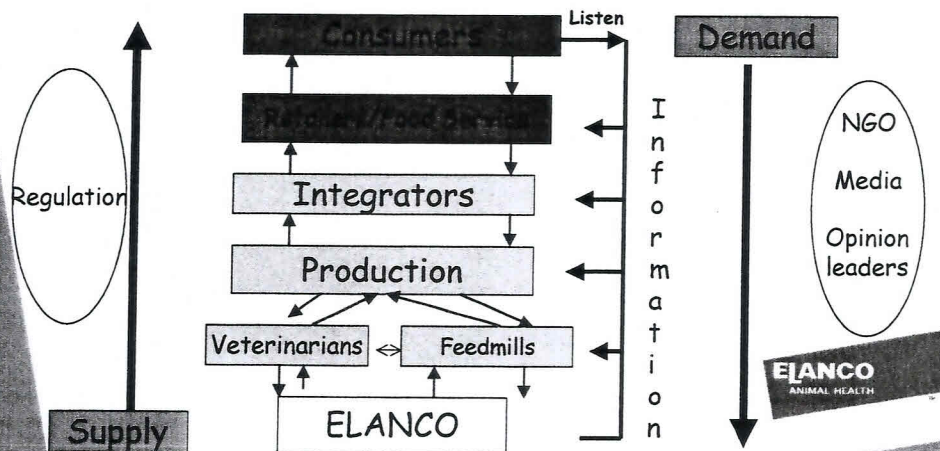 Listen
Consumers
Demand
Food Service
Information
NGO
Regulation
Integrators
Media
Opinion
leaders
Production
Veterinarians
Feedmills
ELANCO
ANIMAL HEALTH
Supply
ELANCO